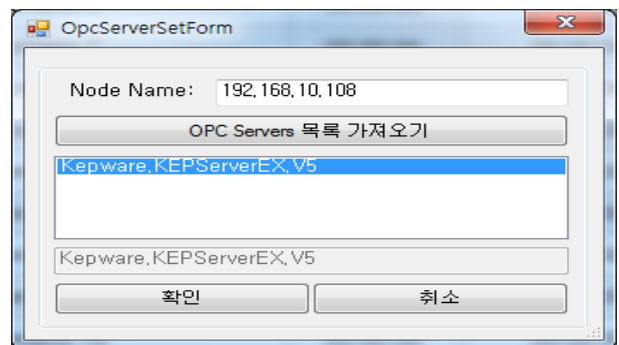 OpcServerSetForm
Node Name: 192,168,10,108
OPC Servers 목록 가져오기
Kepware,KEPServerEX,V5
Kepware,KEPServerEX,V5
확인 취소